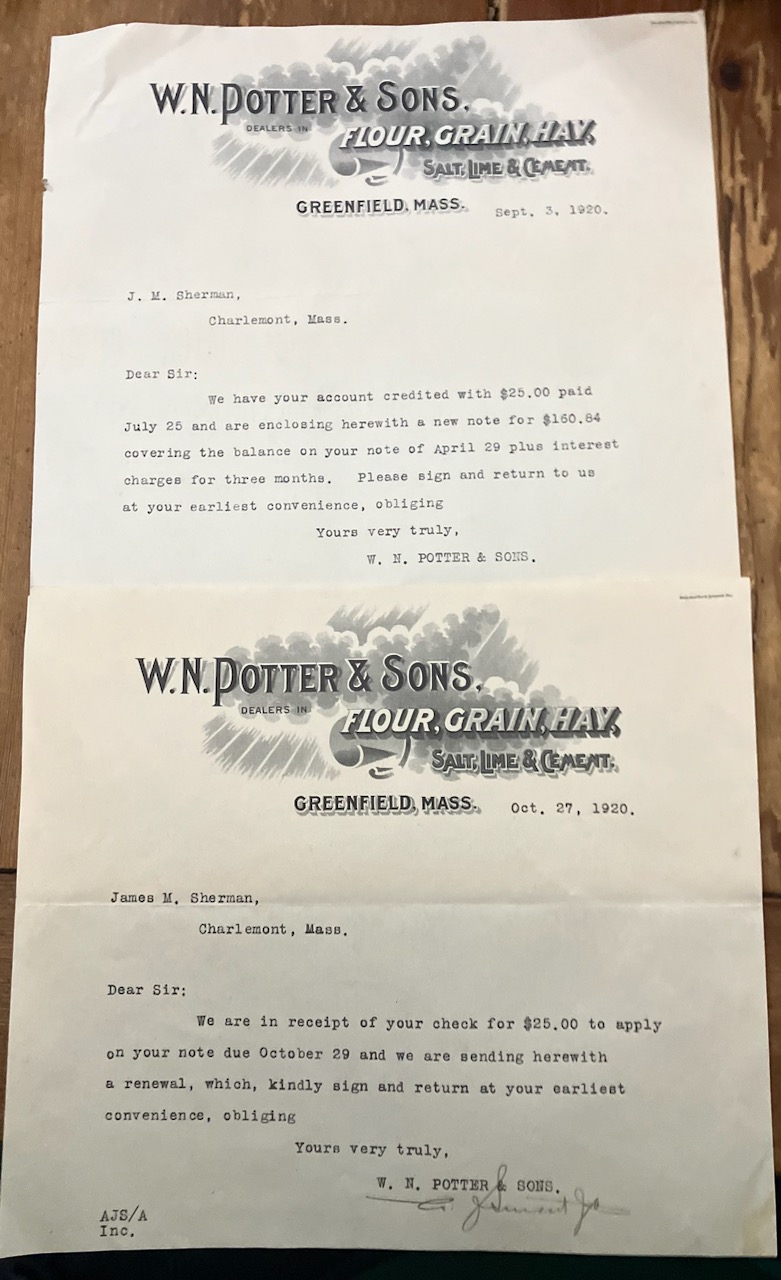 W.N. POTTER & SONS.
DEALERS IN
FLOUR, GRAIN, HAY,
SALT, LIME & CEMENT.
GREENFIELD, MASS.
Sept. 3, 1920.
J. M. Sherman,
Charlemont, Mass.
Dear Sir:
We have your account credited with $25.00 paid
July 25 and are enclosing herewith a new note for $160.84
covering the balance on your note of April 29 plus interest
charges for three months. Please sign and return to us
at your earliest convenience, obliging
Yours very truly,
W. N. POTTER & SONS.
W.N. POTTER & SONS.
DEALERS IN
FLOUR, GRAIN, HAY,
SALT, LIME & CEMENT.
GREENFIELD, MASS.
Oct. 27, 1920.
James M. Sherman,
Charlemont, Mass.
Dear Sir:
We are in receipt of your check for $25.00 to apply
on your note due October 29 and we are sending herewith
a renewal, which, kindly sign and return at your earliest
convenience, obliging
Yours very truly,
W. N. POTTER & SONS.
AJS/A
Inc.